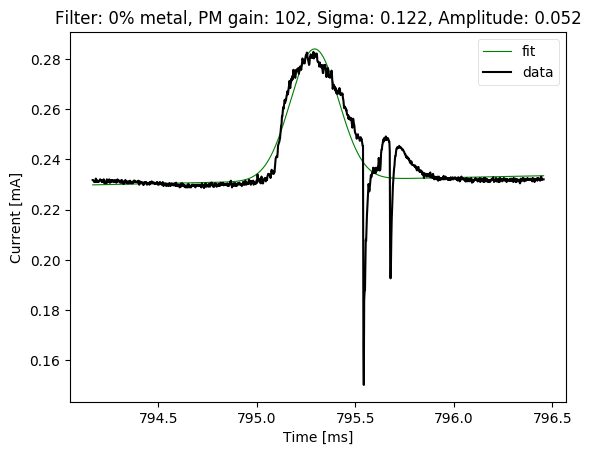 Filter: 0% metal, PM gain: 102, Sigma: 0.122, Amplitude: 0.052
fit
data
0.28
0.26
0.24
0.22
0.20
0.18
0.16
Current [mA]
794.5 795.0 795.5 796.0 796.5
Time [ms]